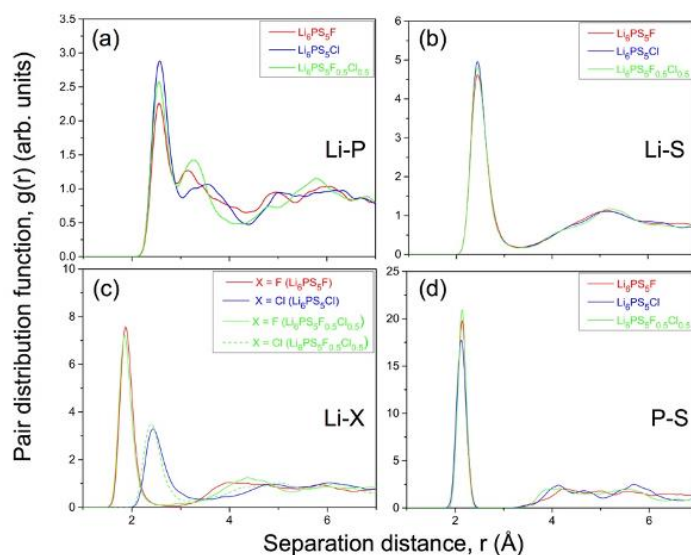 Pair distribution function, g(r) (arb. units)
(a)
Li₆PS₅F
Li₆PS₅Cl
Li₆PS₅F₀.₅Cl₀.₅
Li-P
3.5
3.0
2.5
2.0
1.5
1.0
0.5
0.0
(b)
Li₆PS₅F
Li₆PS₅Cl
Li₆PS₅F₀.₅Cl₀.₅
Li-S
6
5
4
3
2
1
0
(c)
X = F (Li₆PS₅F)
X = Cl (Li₆PS₅Cl)
X = F (Li₆PS₅F₀.₅Cl₀.₅)
X = Cl (Li₆PS₅F₀.₅Cl₀.₅)
Li-X
10
8
6
4
2
0
2 4 6
(d)
Li₆PS₅F
Li₆PS₅Cl
Li₆PS₅F₀.₅Cl₀.₅
P-S
25
20
15
10
5
0
0 2 4 6
Separation distance, r (Å)